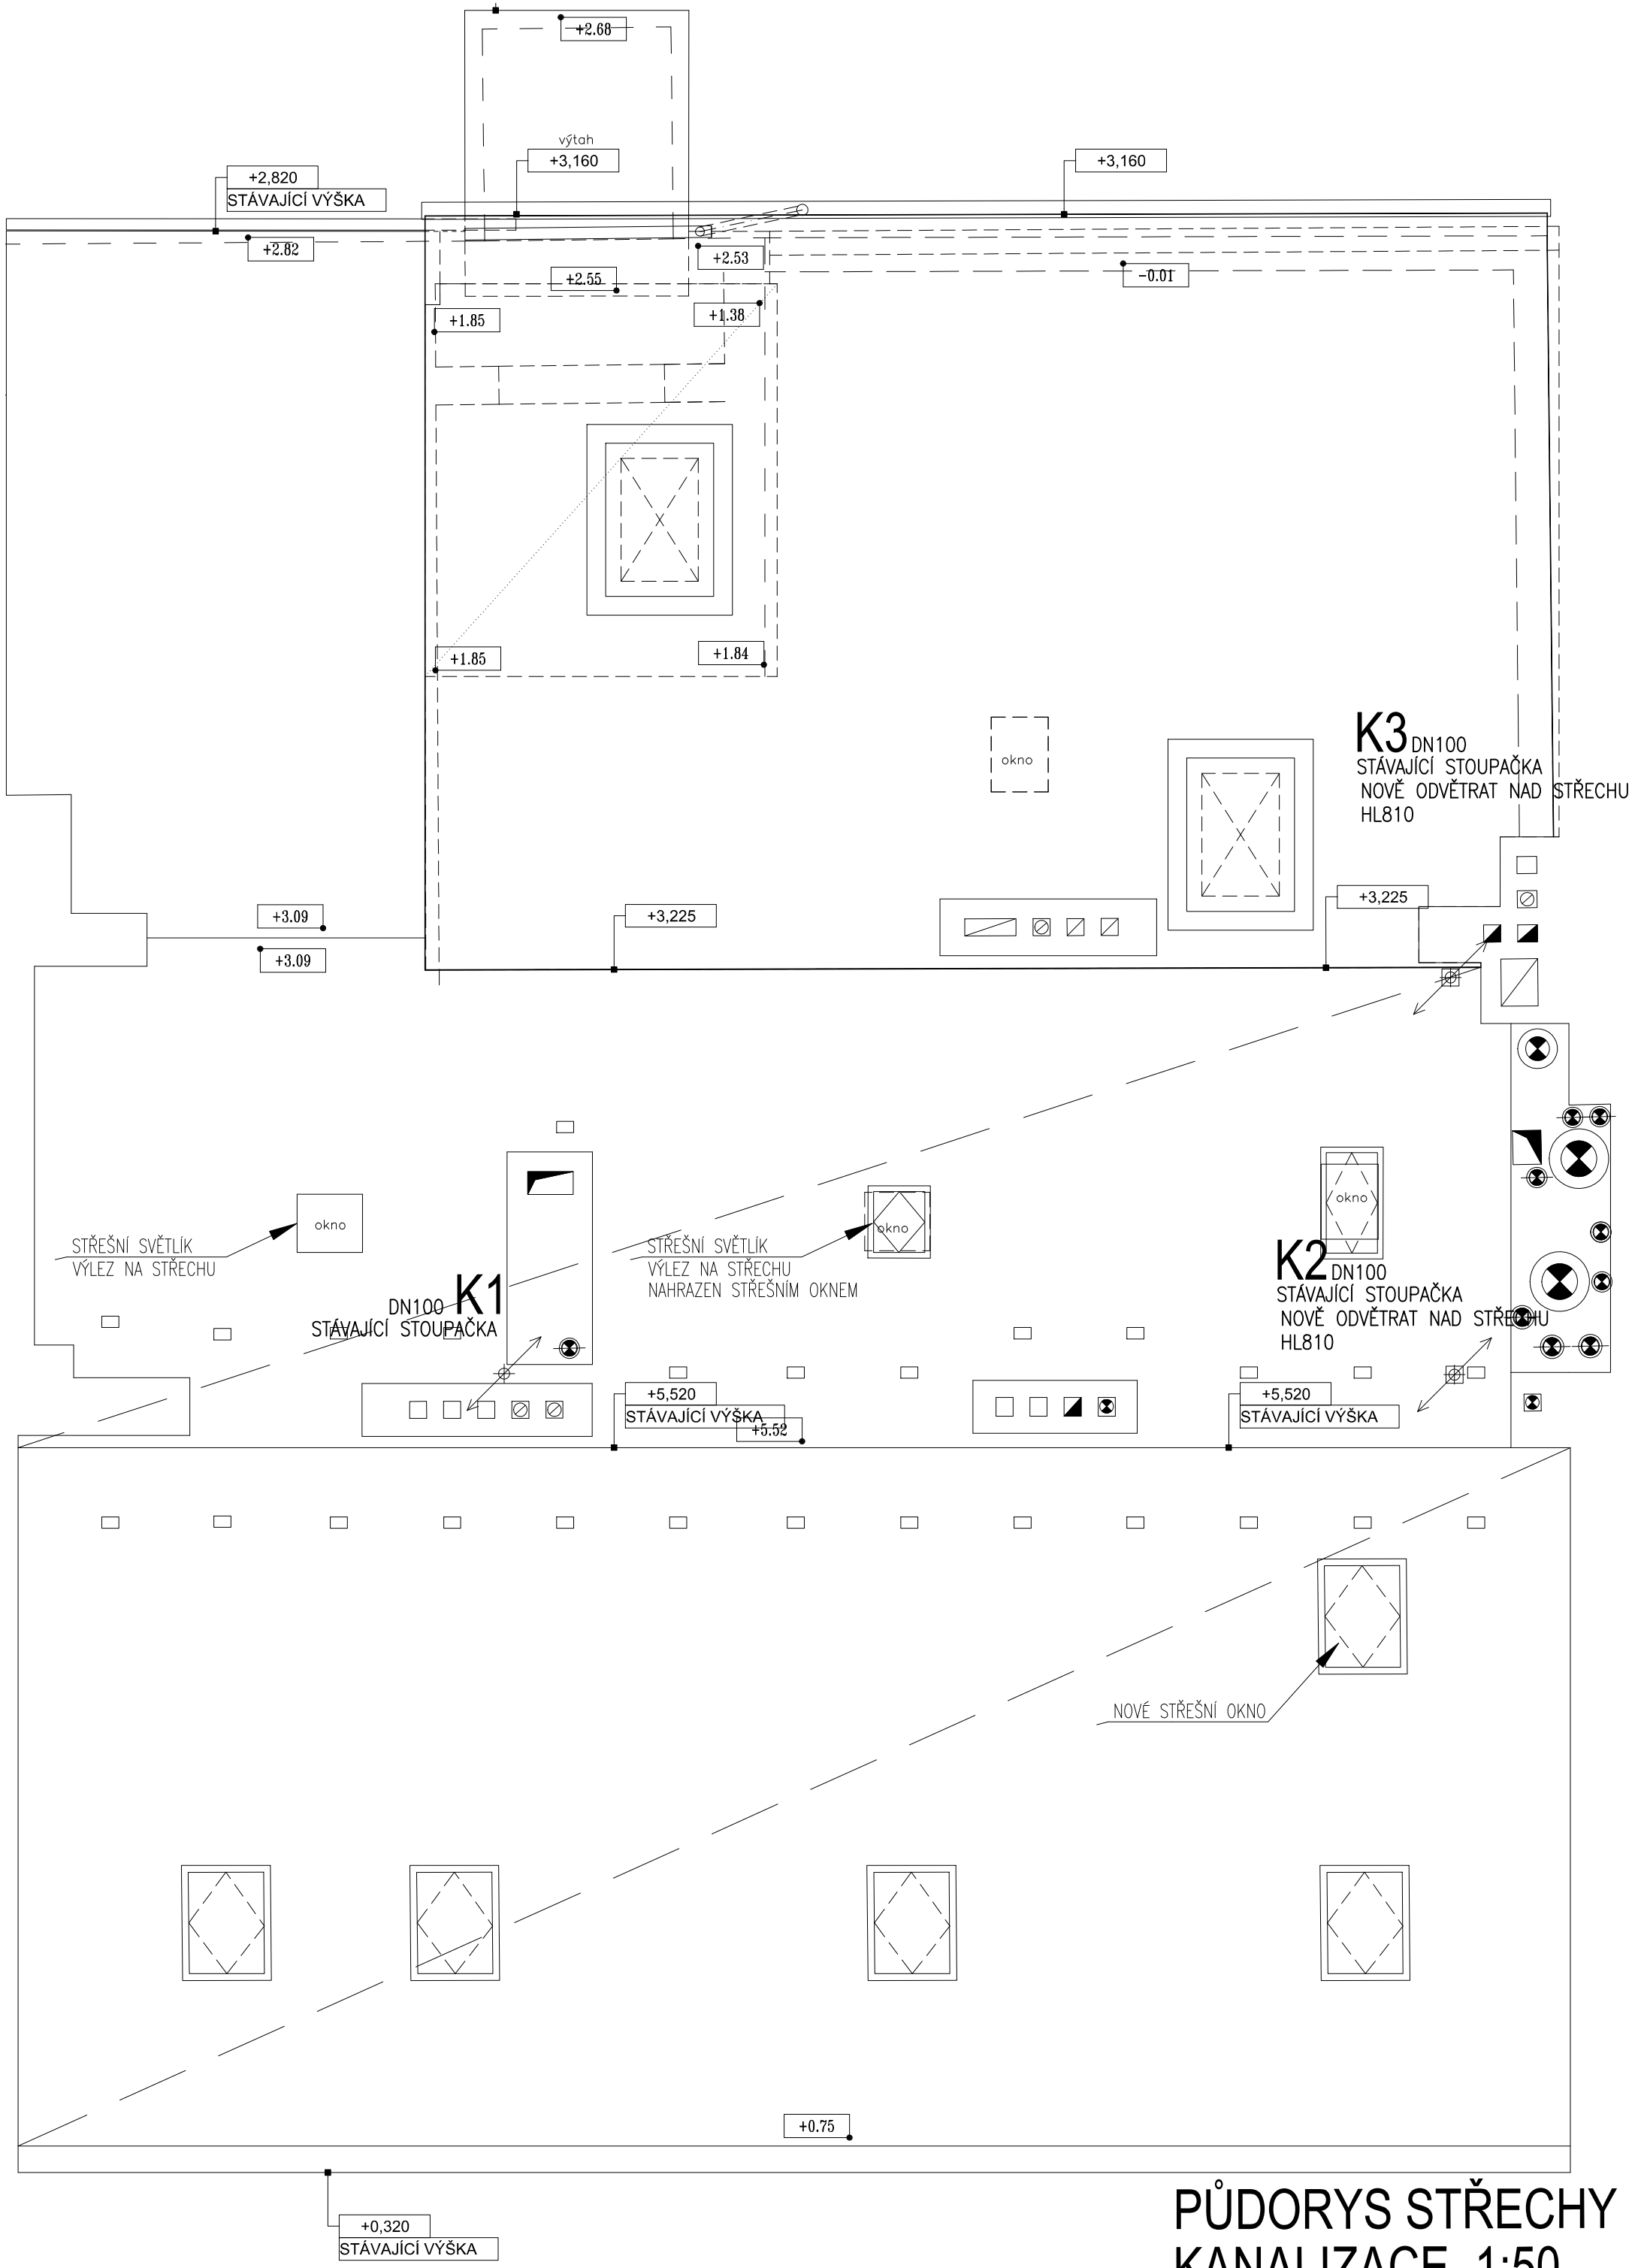 +2.68
výtah
+3,160
+3,160
+2,820
STÁVAJÍCÍ VÝŠKA
+2.82
+2.53
+2.55
-0.01
+1.85
+1.38
+1.85
+1.84
K3 DN100
STÁVAJÍCÍ STOUPAČKA
NOVĚ ODVĚTRAT NAD STŘECHU
HL810
okno
+3.09
+3,225
+3,225
+3.09
okno
STŘEŠNÍ SVĚTLÍK
VÝLEZ NA STŘECHU
okno
STŘEŠNÍ SVĚTLÍK
VÝLEZ NA STŘECHU
NAHRAZEN STŘEŠNÍM OKNEM
okno
K2 DN100
STÁVAJÍCÍ STOUPAČKA
NOVĚ ODVĚTRAT NAD STŘECHU
HL810
DN100 K1
STÁVAJÍCÍ STOUPAČKA
+5,520
STÁVAJÍCÍ VÝŠKA
+5.52
+5,520
STÁVAJÍCÍ VÝŠKA
NOVÉ STŘEŠNÍ OKNO
+0.75
+0,320
STÁVAJÍCÍ VÝŠKA
PŮDORYS STŘECHY
KANALIZACE 1:50